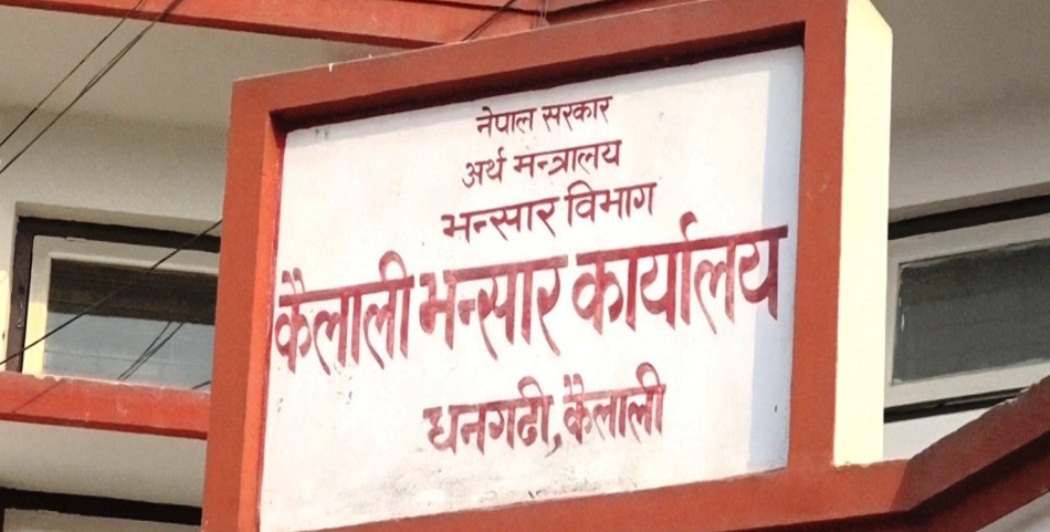 नेपाल सरकार
अर्थ मन्त्रालय
भन्सार विभाग
कैलाली भन्सार कार्यालय
धनगढी, कैलाली